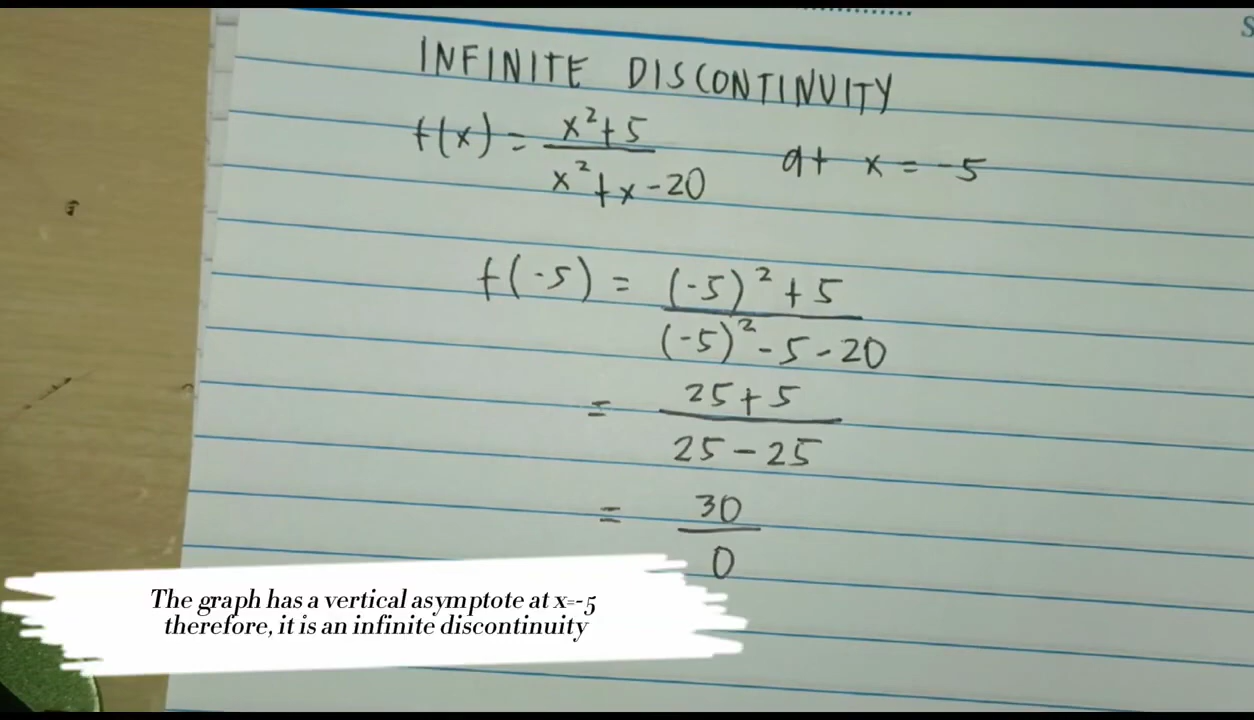 INFINITE DISCONTINUITY
f(x) = x²+5 / x²+x-20 at x = -5
f(-5) = (-5)²+5 / (-5)²-5-20
= 25+5 / 25-25
= 30 / 0
The graph has a vertical asymptote at x=-5
therefore, it is an infinite discontinuity